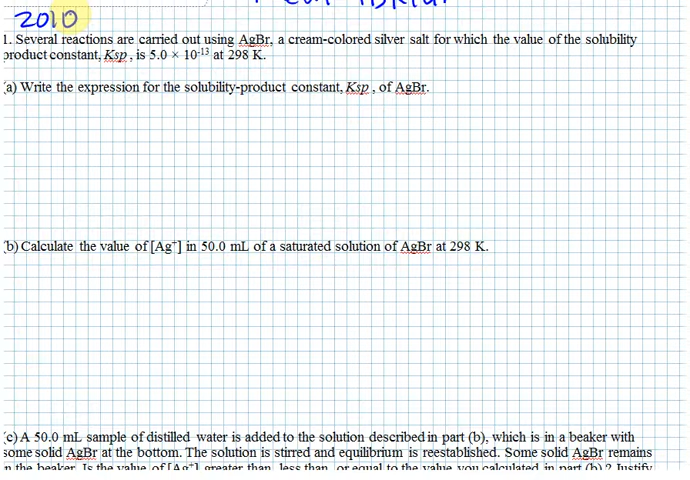 2010
1. Several reactions are carried out using AgBr, a cream-colored silver salt for which the value of the solubility
product constant, Ksp , is 5.0 × 10-13 at 298 K.
(a) Write the expression for the solubility-product constant, Ksp , of AgBr.
(b) Calculate the value of [Ag+] in 50.0 mL of a saturated solution of AgBr at 298 K.
(c) A 50.0 mL sample of distilled water is added to the solution described in part (b), which is in a beaker with
some solid AgBr at the bottom. The solution is stirred and equilibrium is reestablished. Some solid AgBr remains
in the beaker. Is the value of [Ag+] greater than, less than, or equal to the value you calculated in part (b) ? Justify